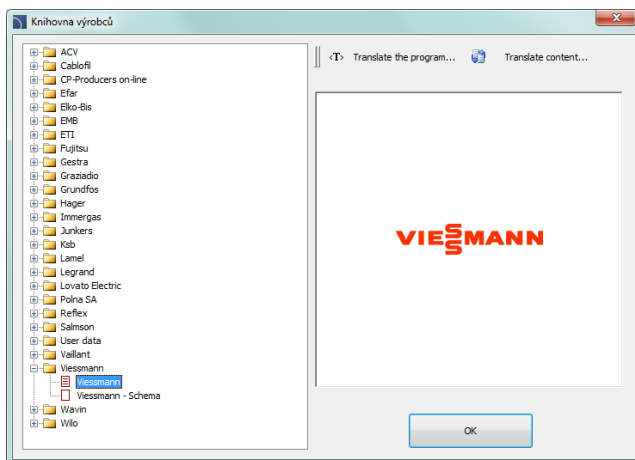 Knihovna výrobců
ACV
Cablofil
CP-Producers on-line
Efar
Elko-Bis
EMB
ETI
Fujitsu
Gestra
Graziadio
Grundfos
Hager
Immergas
Junkers
Ksb
Lamel
Legrand
Lovato Electric
Polna SA
Reflex
Salmson
User data
Vaillant
Viessmann
Viessmann
Viessmann - Schema
Wavin
Wilo
<T> Translate the program... Translate content...
VIESSMANN
OK